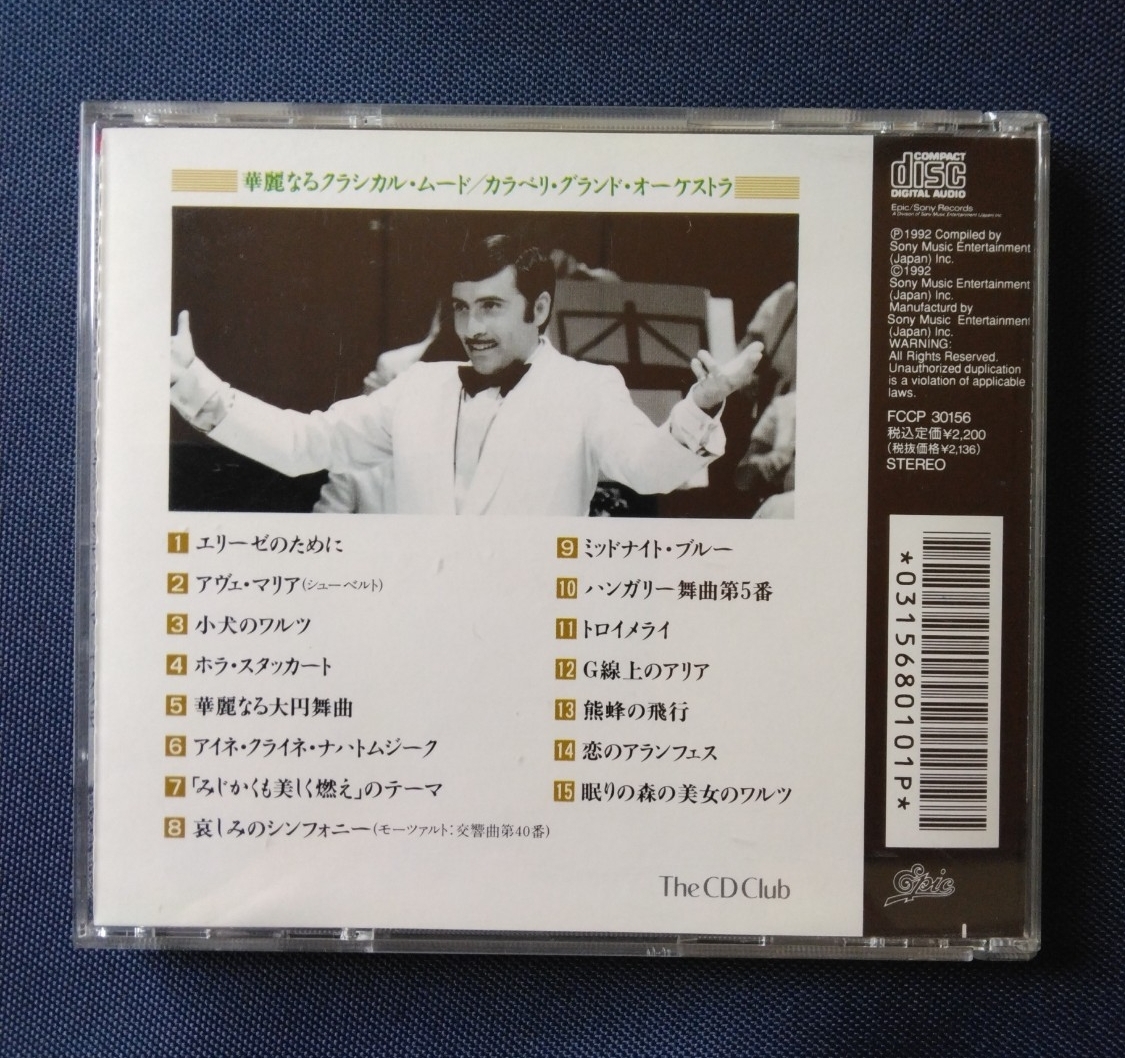 華麗なるクラシカル・ムード/カラベリ・グランド・オーケストラ
1 エリーゼのために
2 アヴェ・マリア(シューベルト)
3 小犬のワルツ
4 ホラ・スタッカート
5 華麗なる大円舞曲
6 アイネ・クライネ・ナハトムジーク
7 「みじかくも美しく燃え」のテーマ
8 哀しみのシンフォニー(モーツァルト:交響曲第40番)
9 ミッドナイト・ブルー
10 ハンガリー舞曲第5番
11 トロイメライ
12 G線上のアリア
13 熊蜂の飛行
14 恋のアランフェス
15 眠りの森の美女のワルツ
The CD Club
COMPACT
disc
DIGITAL AUDIO
Epic/Sony Records
A Division of Sony Music Entertainment (Japan) Inc.
Ⓟ1992 Compiled by
Sony Music Entertainment
(Japan) Inc.
©1992
Sony Music Entertainment
(Japan) Inc.
Manufacturd by
Sony Music Entertainment
(Japan) Inc.
WARNING:
All Rights Reserved.
Unauthorized duplication
is a violation of applicable
laws.
FCCP 30156
税込定価¥2,200
(税抜価格¥2,136)
STEREO
*0315680101P*
Epic